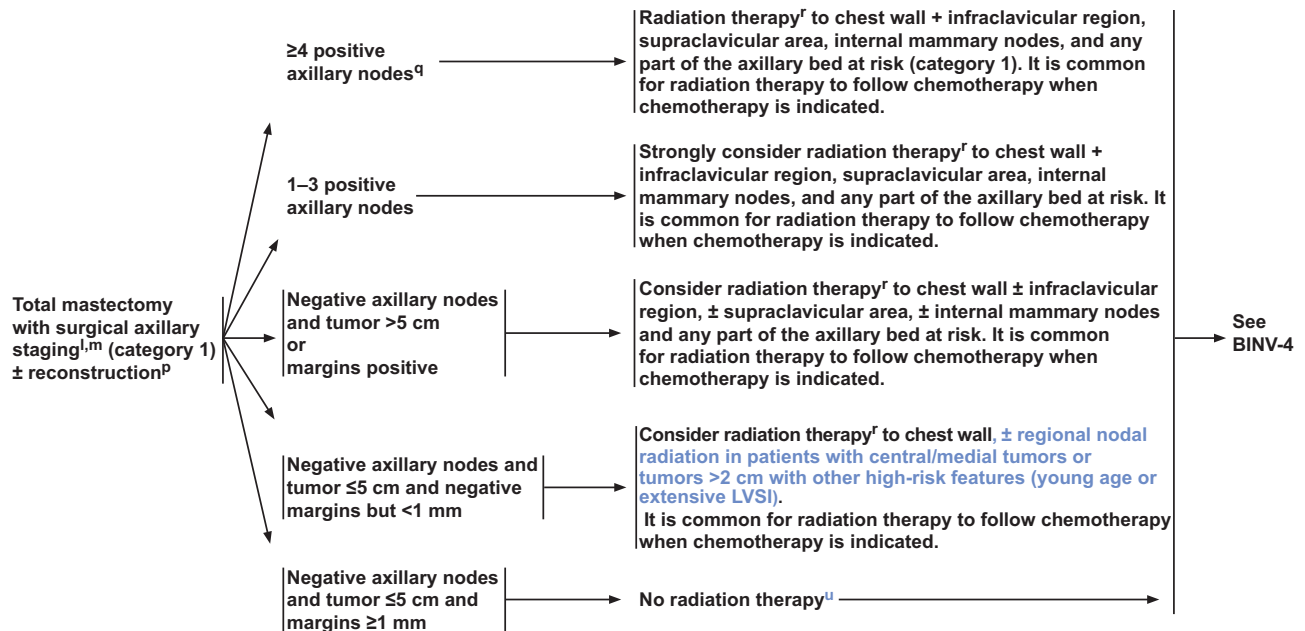 Total mastectomy
with surgical axillary
stagingl,m (category 1)
± reconstructionp
≥4 positive
axillary nodesq
Radiation therapyr to chest wall + infraclavicular region,
supraclavicular area, internal mammary nodes, and any
part of the axillary bed at risk (category 1). It is common
for radiation therapy to follow chemotherapy when
chemotherapy is indicated.
1–3 positive
axillary nodes
Strongly consider radiation therapyr to chest wall +
infraclavicular region, supraclavicular area, internal
mammary nodes, and any part of the axillary bed at risk. It
is common for radiation therapy to follow chemotherapy
when chemotherapy is indicated.
Negative axillary nodes
and tumor >5 cm
or
margins positive
Consider radiation therapyr to chest wall ± infraclavicular
region, ± supraclavicular area, ± internal mammary nodes
and any part of the axillary bed at risk. It is common
for radiation therapy to follow chemotherapy when
chemotherapy is indicated.
Negative axillary nodes and
tumor ≤5 cm and negative
margins but <1 mm
Consider radiation therapyr to chest wall, ± regional nodal
radiation in patients with central/medial tumors or
tumors >2 cm with other high-risk features (young age or
extensive LVSI).
It is common for radiation therapy to follow chemotherapy
when chemotherapy is indicated.
Negative axillary nodes
and tumor ≤5 cm and
margins ≥1 mm
No radiation therapyu
See
BINV-4